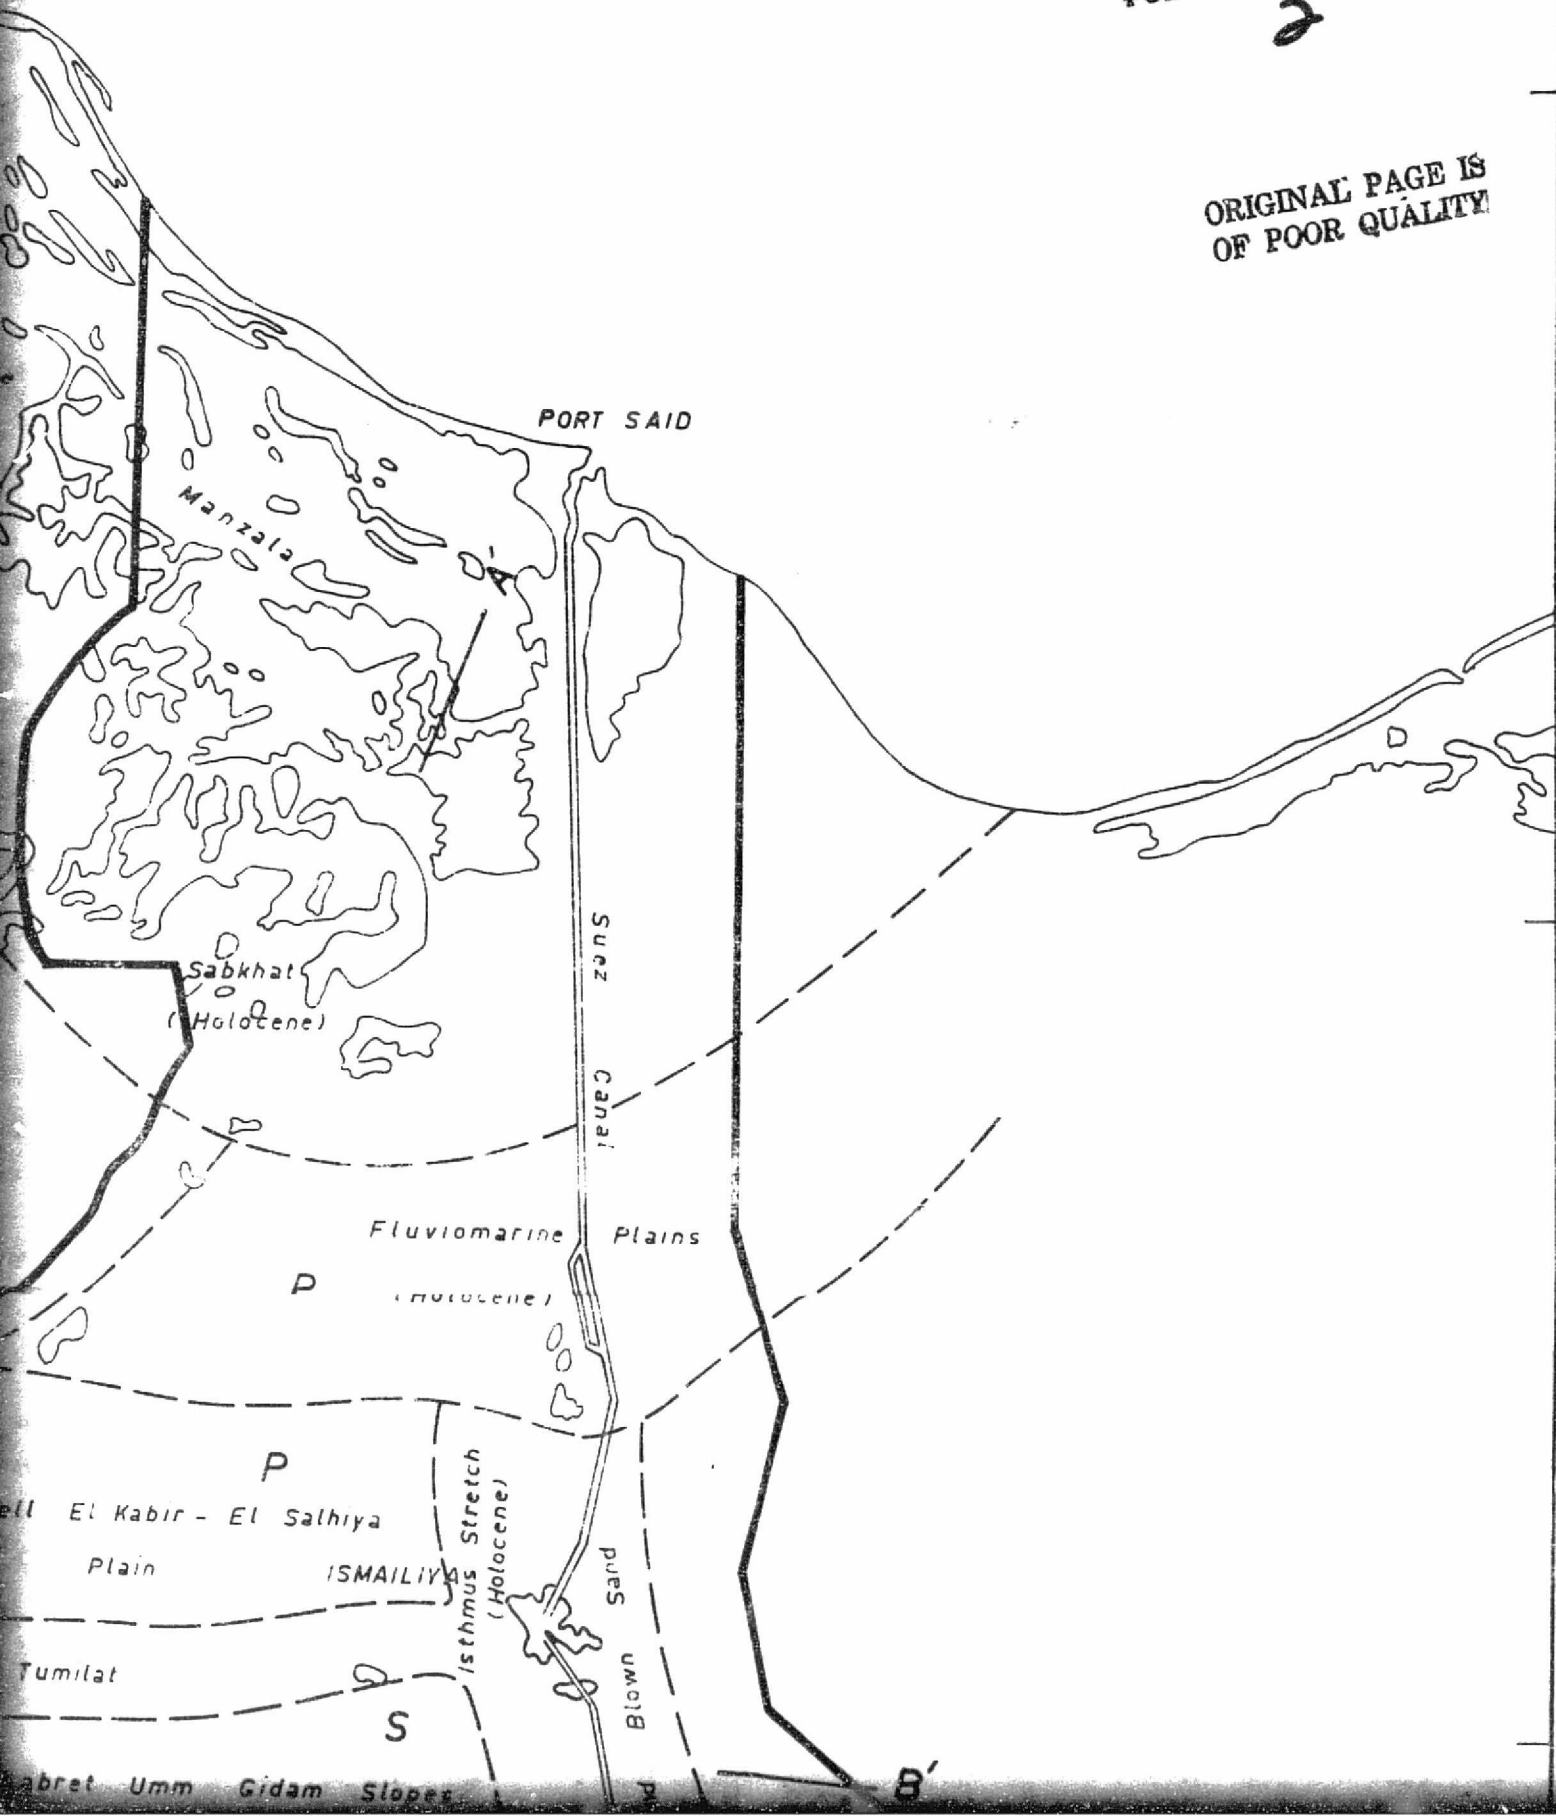 2
ORIGINAL PAGE IS
OF POOR QUALITY
PORT SAID
Manzala
A'
Suez Canal
Sabkhat
(Holocene)
Fluviomarine Plains
P
(Holocene)
P
El Kabir - El Salhiya
Plain
ISMAILIYA
Isthmus Stretch
(Holocene)
Sand
Blown
Tumilat
S
Umm Gidam Slopes
B'